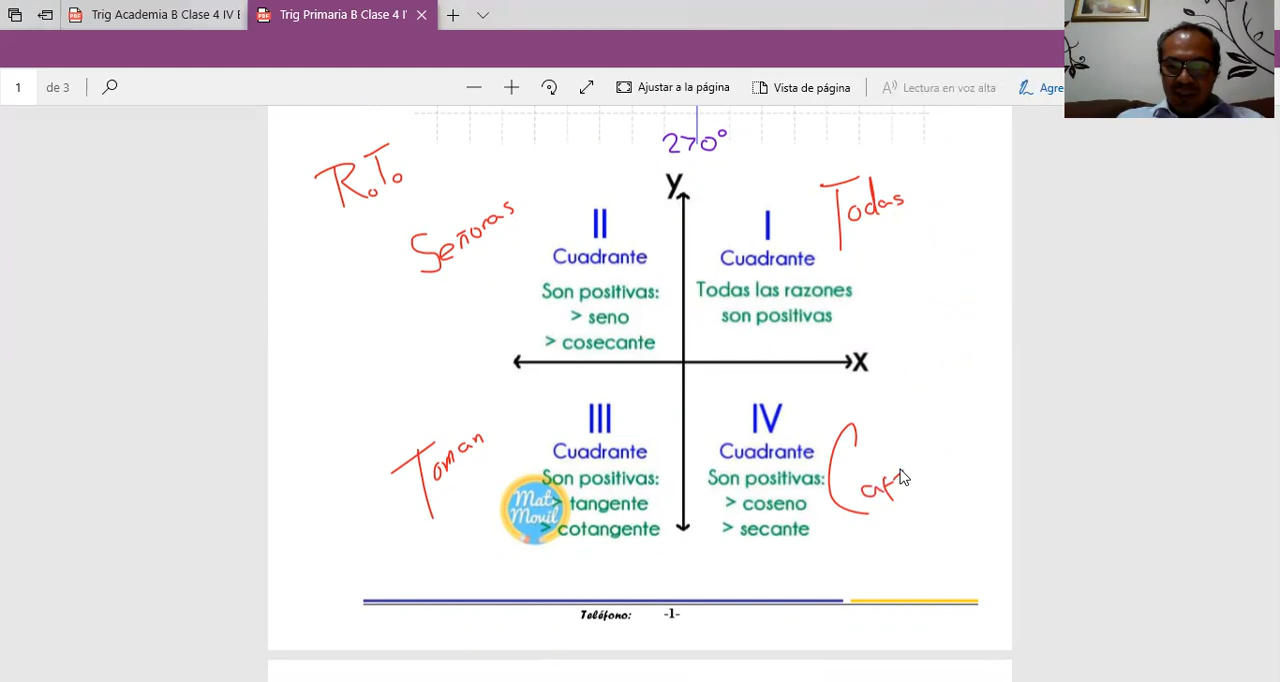 Trig Academia B Clase 4 IV E
Trig Primaria B Clase 4 I
1 de 3
Ajustar a la página
Vista de página
Lectura en voz alta
Agre
270°
R.T.
Señoras
Todas
y
II
Cuadrante
Son positivas:
> seno
> cosecante
I
Cuadrante
Todas las razones
son positivas
x
Toman
III
Cuadrante
Son positivas:
> tangente
> cotangente
Mat
Movil
IV
Cuadrante
Son positivas:
> coseno
> secante
Caf
Teléfono: -1-